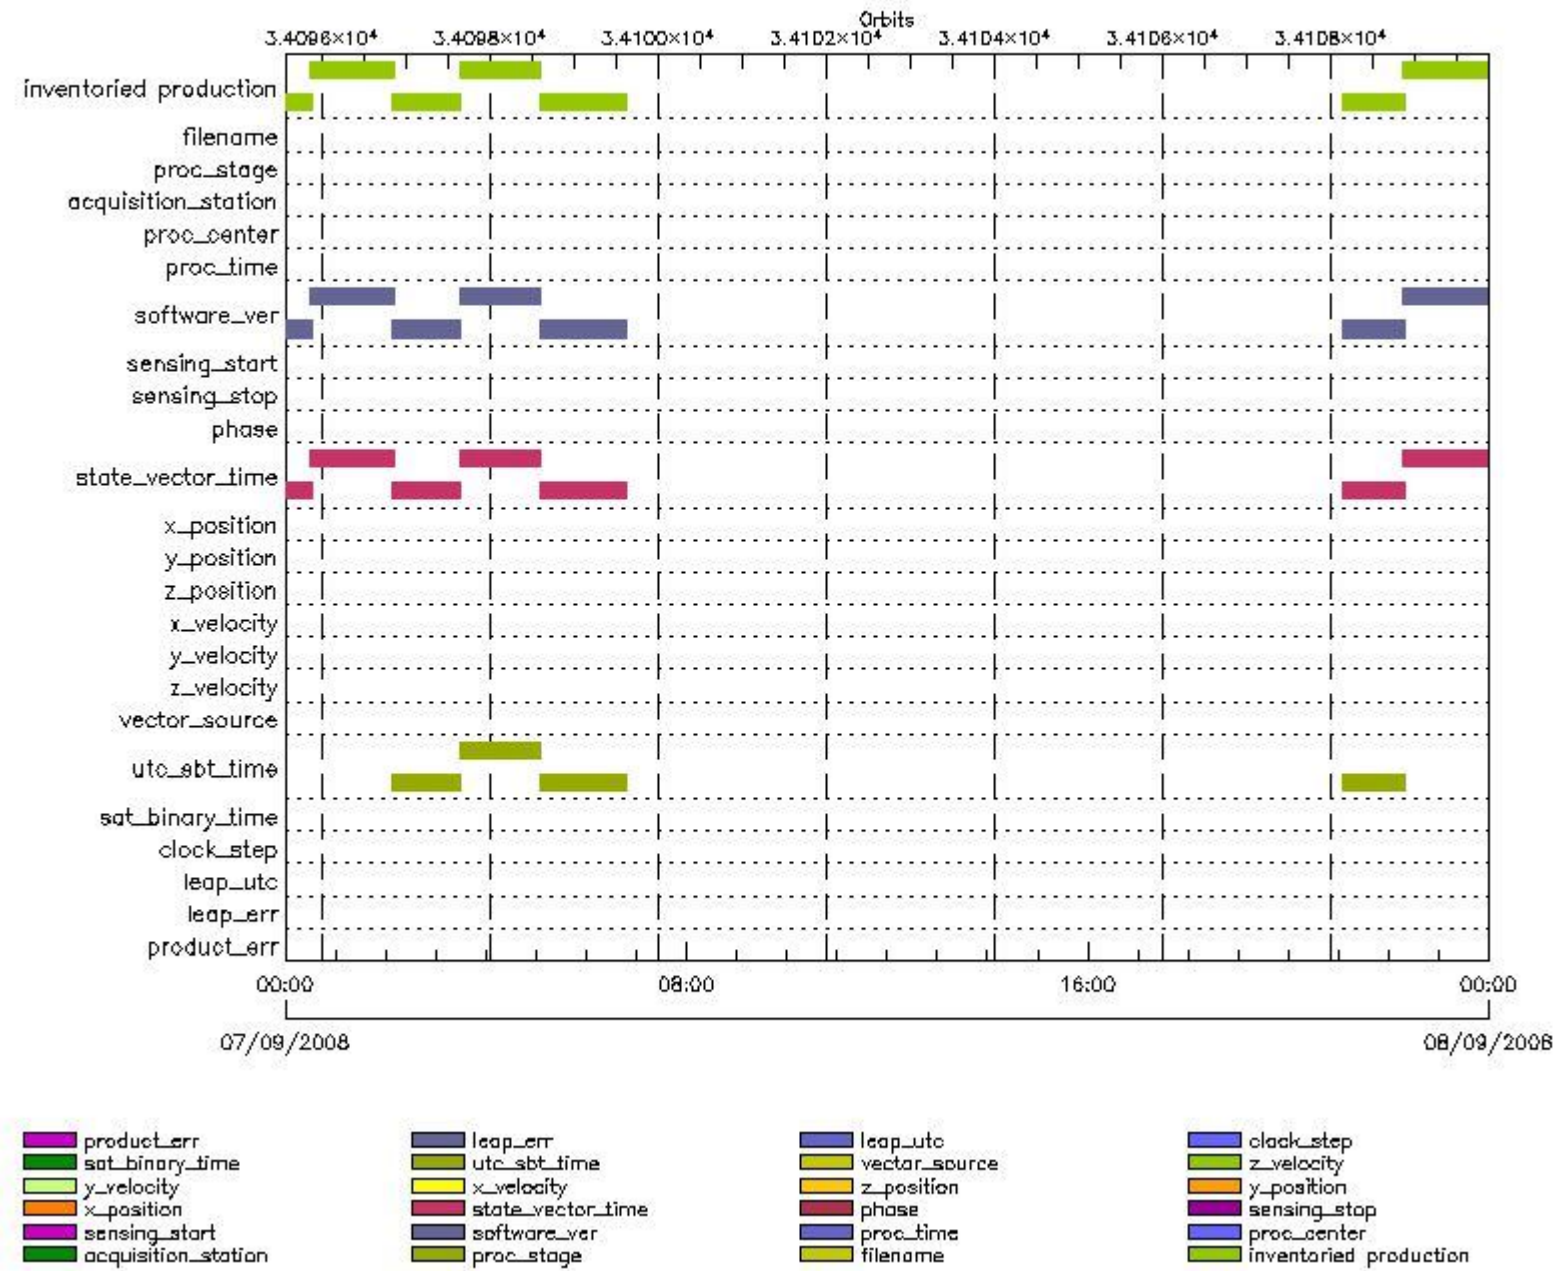 Orbits
3.4096×10⁴ 3.4098×10⁴ 3.4100×10⁴ 3.4102×10⁴ 3.4104×10⁴ 3.4106×10⁴ 3.4108×10⁴
inventoried production
filename
proc_stage
acquisition_station
proc_center
proc_time
software_ver
sensing_start
sensing_stop
phase
state_vector_time
x_position
y_position
z_position
x_velocity
y_velocity
z_velocity
vector_source
utc_sbt_time
sat_binary_time
clock_step
leap_utc
leap_err
product_err
00:00 08:00 16:00 00:00
07/09/2008 08/09/2008
product_err leap_err leap_utc clock_step
sat_binary_time utc_sbt_time vector_source z_velocity
y_velocity x_velocity z_position y_position
x_position state_vector_time phase sensing_stop
sensing_start software_ver proc_time proc_center
acquisition_station proc_stage filename inventoried production